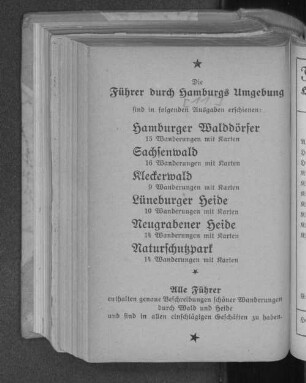 Die
Führer durch Hamburgs Umgebung
sind in folgenden Ausgaben erschienen:
Hamburger Walddörfer
15 Wanderungen mit Karten
Sachsenwald
16 Wanderungen mit Karten
Kleckerwald
9 Wanderungen mit Karten
Lüneburger Heide
10 Wanderungen mit Karten
Neugrabener Heide
14 Wanderungen mit Karten
Naturschutzpark
14 Wanderungen mit Karten
Alle Führer
enthalten genaue Beschreibungen schöner Wanderungen
durch Wald und Heide
und sind in allen einschlägigen Geschäften zu haben.